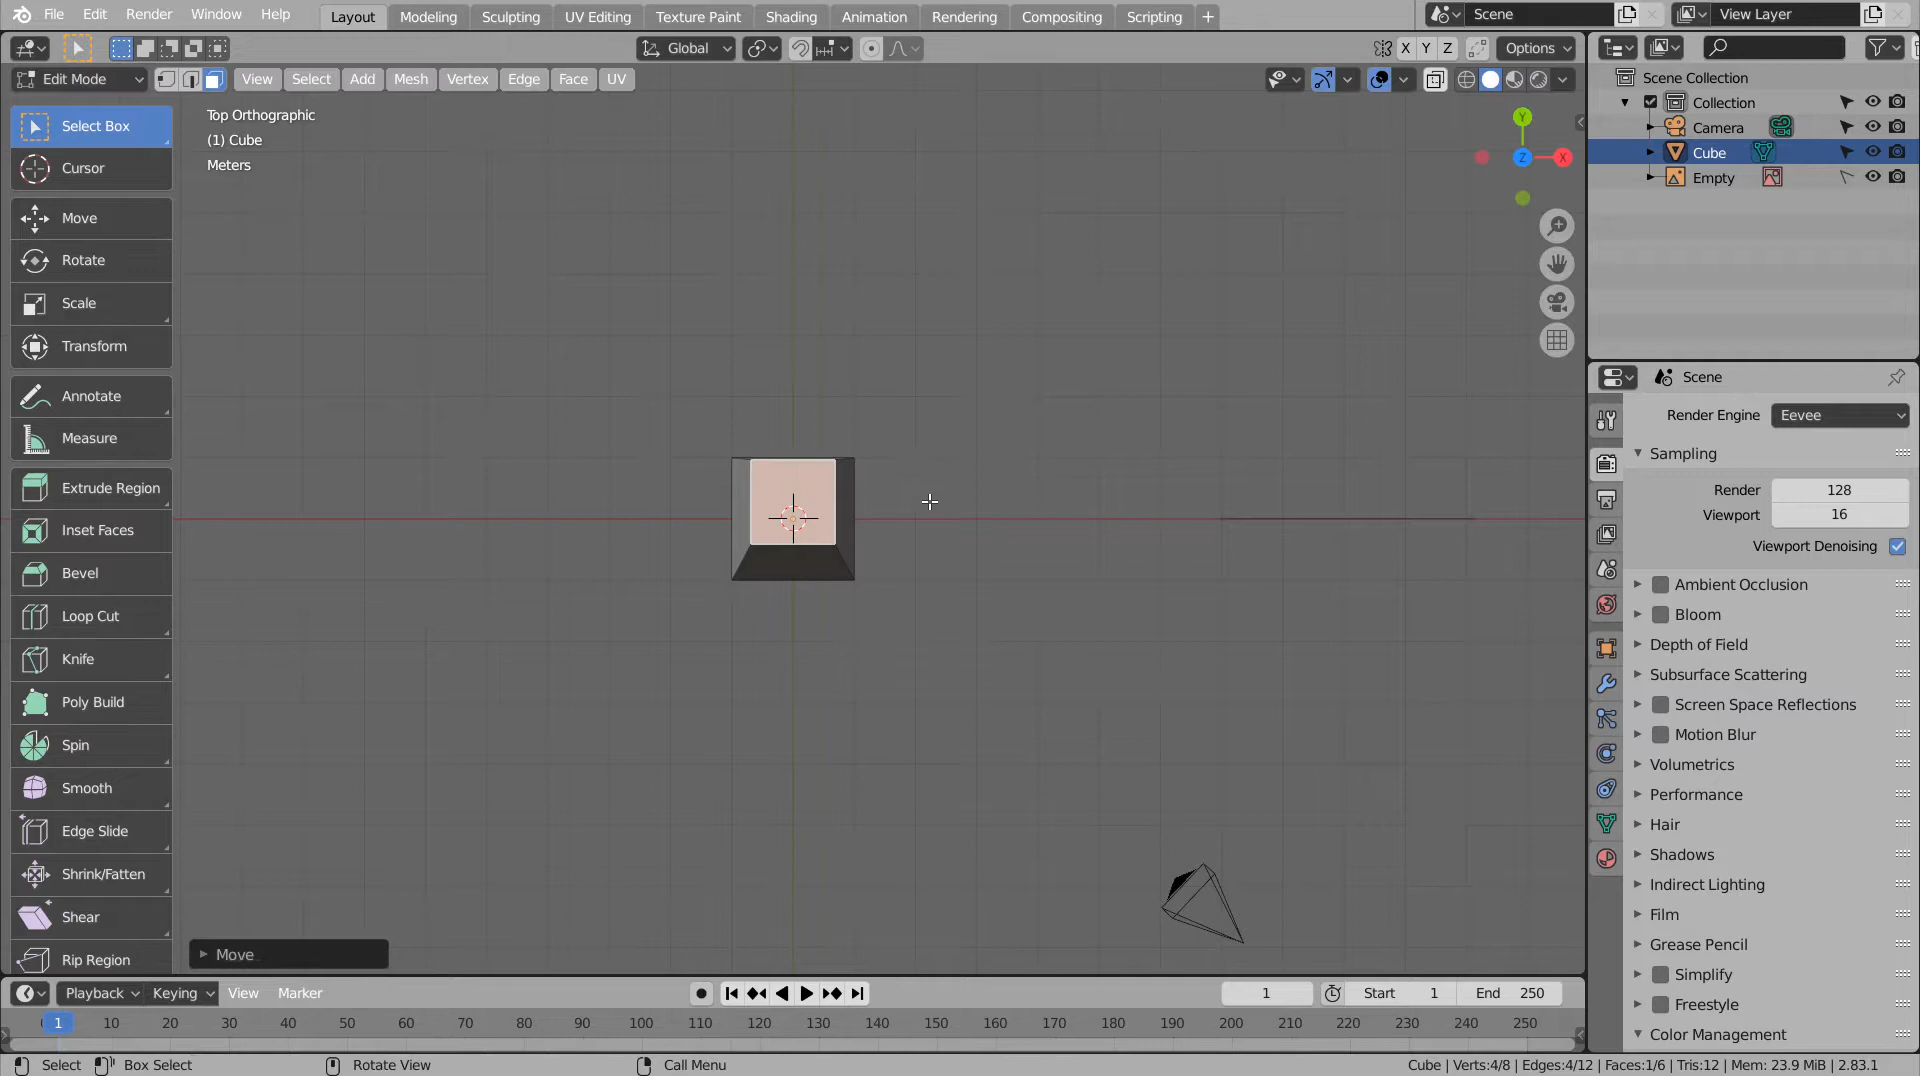 File Edit Render Window Help Layout Modeling Sculpting UV Editing Texture Paint Shading Animation Rendering Compositing Scripting + Scene View Layer
Global X Y Z Options
Edit Mode View Select Add Mesh Vertex Edge Face UV
Scene Collection
Collection
Camera
Cube
Empty
Select Box
Cursor
Move
Rotate
Scale
Transform
Annotate
Measure
Extrude Region
Inset Faces
Bevel
Loop Cut
Knife
Poly Build
Spin
Smooth
Edge Slide
Shrink/Fatten
Shear
Rip Region
Top Orthographic
(1) Cube
Meters
Y
Z
X
Move
Scene
Render Engine Eevee
Sampling
Render 128
Viewport 16
Viewport Denoising
Ambient Occlusion
Bloom
Depth of Field
Subsurface Scattering
Screen Space Reflections
Motion Blur
Volumetrics
Performance
Hair
Shadows
Indirect Lighting
Film
Grease Pencil
Simplify
Freestyle
Color Management
Playback Keying View Marker 1 Start 1 End 250
1 10 20 30 40 50 60 70 80 90 100 110 120 130 140 150 160 170 180 190 200 210 220 230 240 250
Select Box Select Rotate View Call Menu Cube | Verts:4/8 | Edges:4/12 | Faces:1/6 | Tris:12 | Mem: 23.9 MiB | 2.83.1